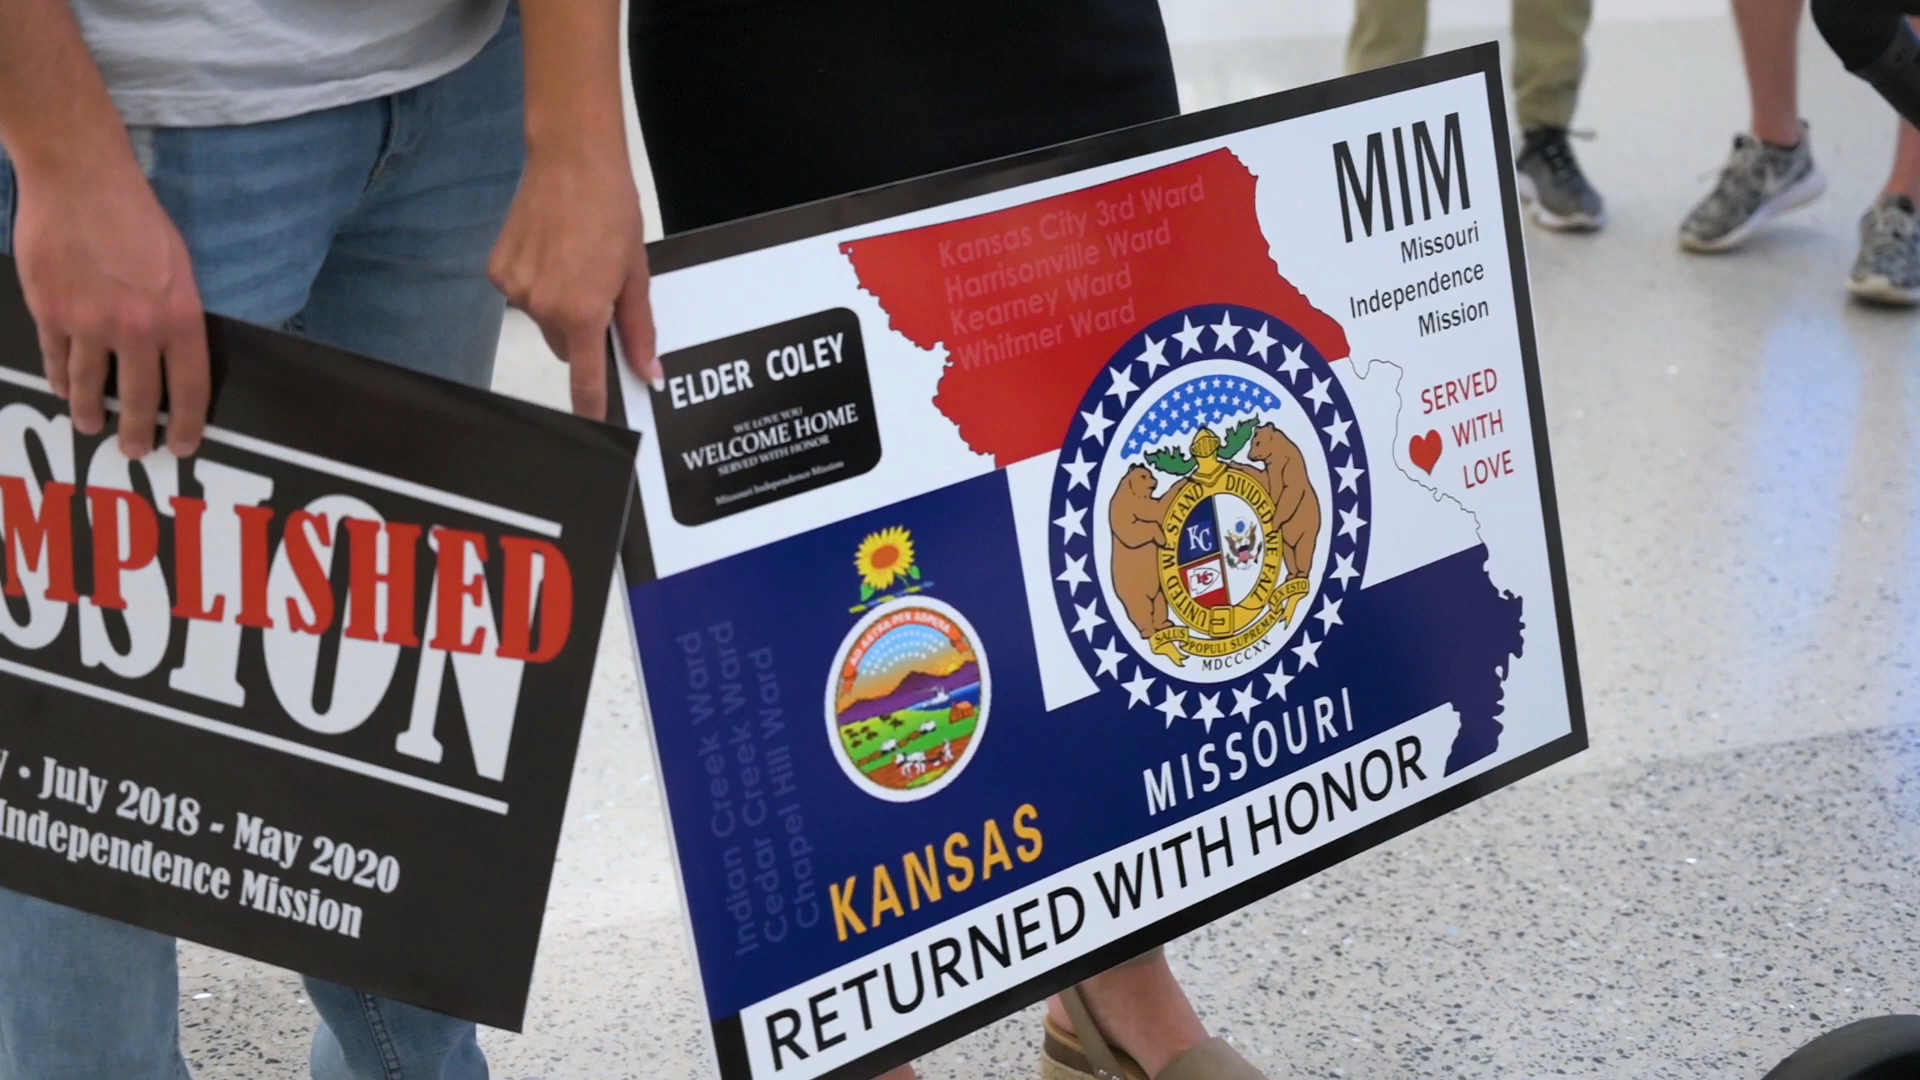 SSION
MPLISHED
y • July 2018 - May 2020
Independence Mission
ELDER COLEY
WE LOVE YOU
WELCOME HOME
SERVED WITH HONOR
Missouri Independence Mission
Kansas City 3rd Ward
Harrisonville Ward
Kearney Ward
Whitmer Ward
MIM
Missouri
Independence
Mission
SERVED
WITH
LOVE
Indian Creek Ward
Cedar Creek Ward
Chapel Hill Ward
AD ASTRA PER ASPERA
KANSAS
UNITED WE STAND DIVIDED WE FALL
KC
KC
SALUS POPULI SUPREMA LEX ESTO
MDCCCXX
MISSOURI
RETURNED WITH HONOR